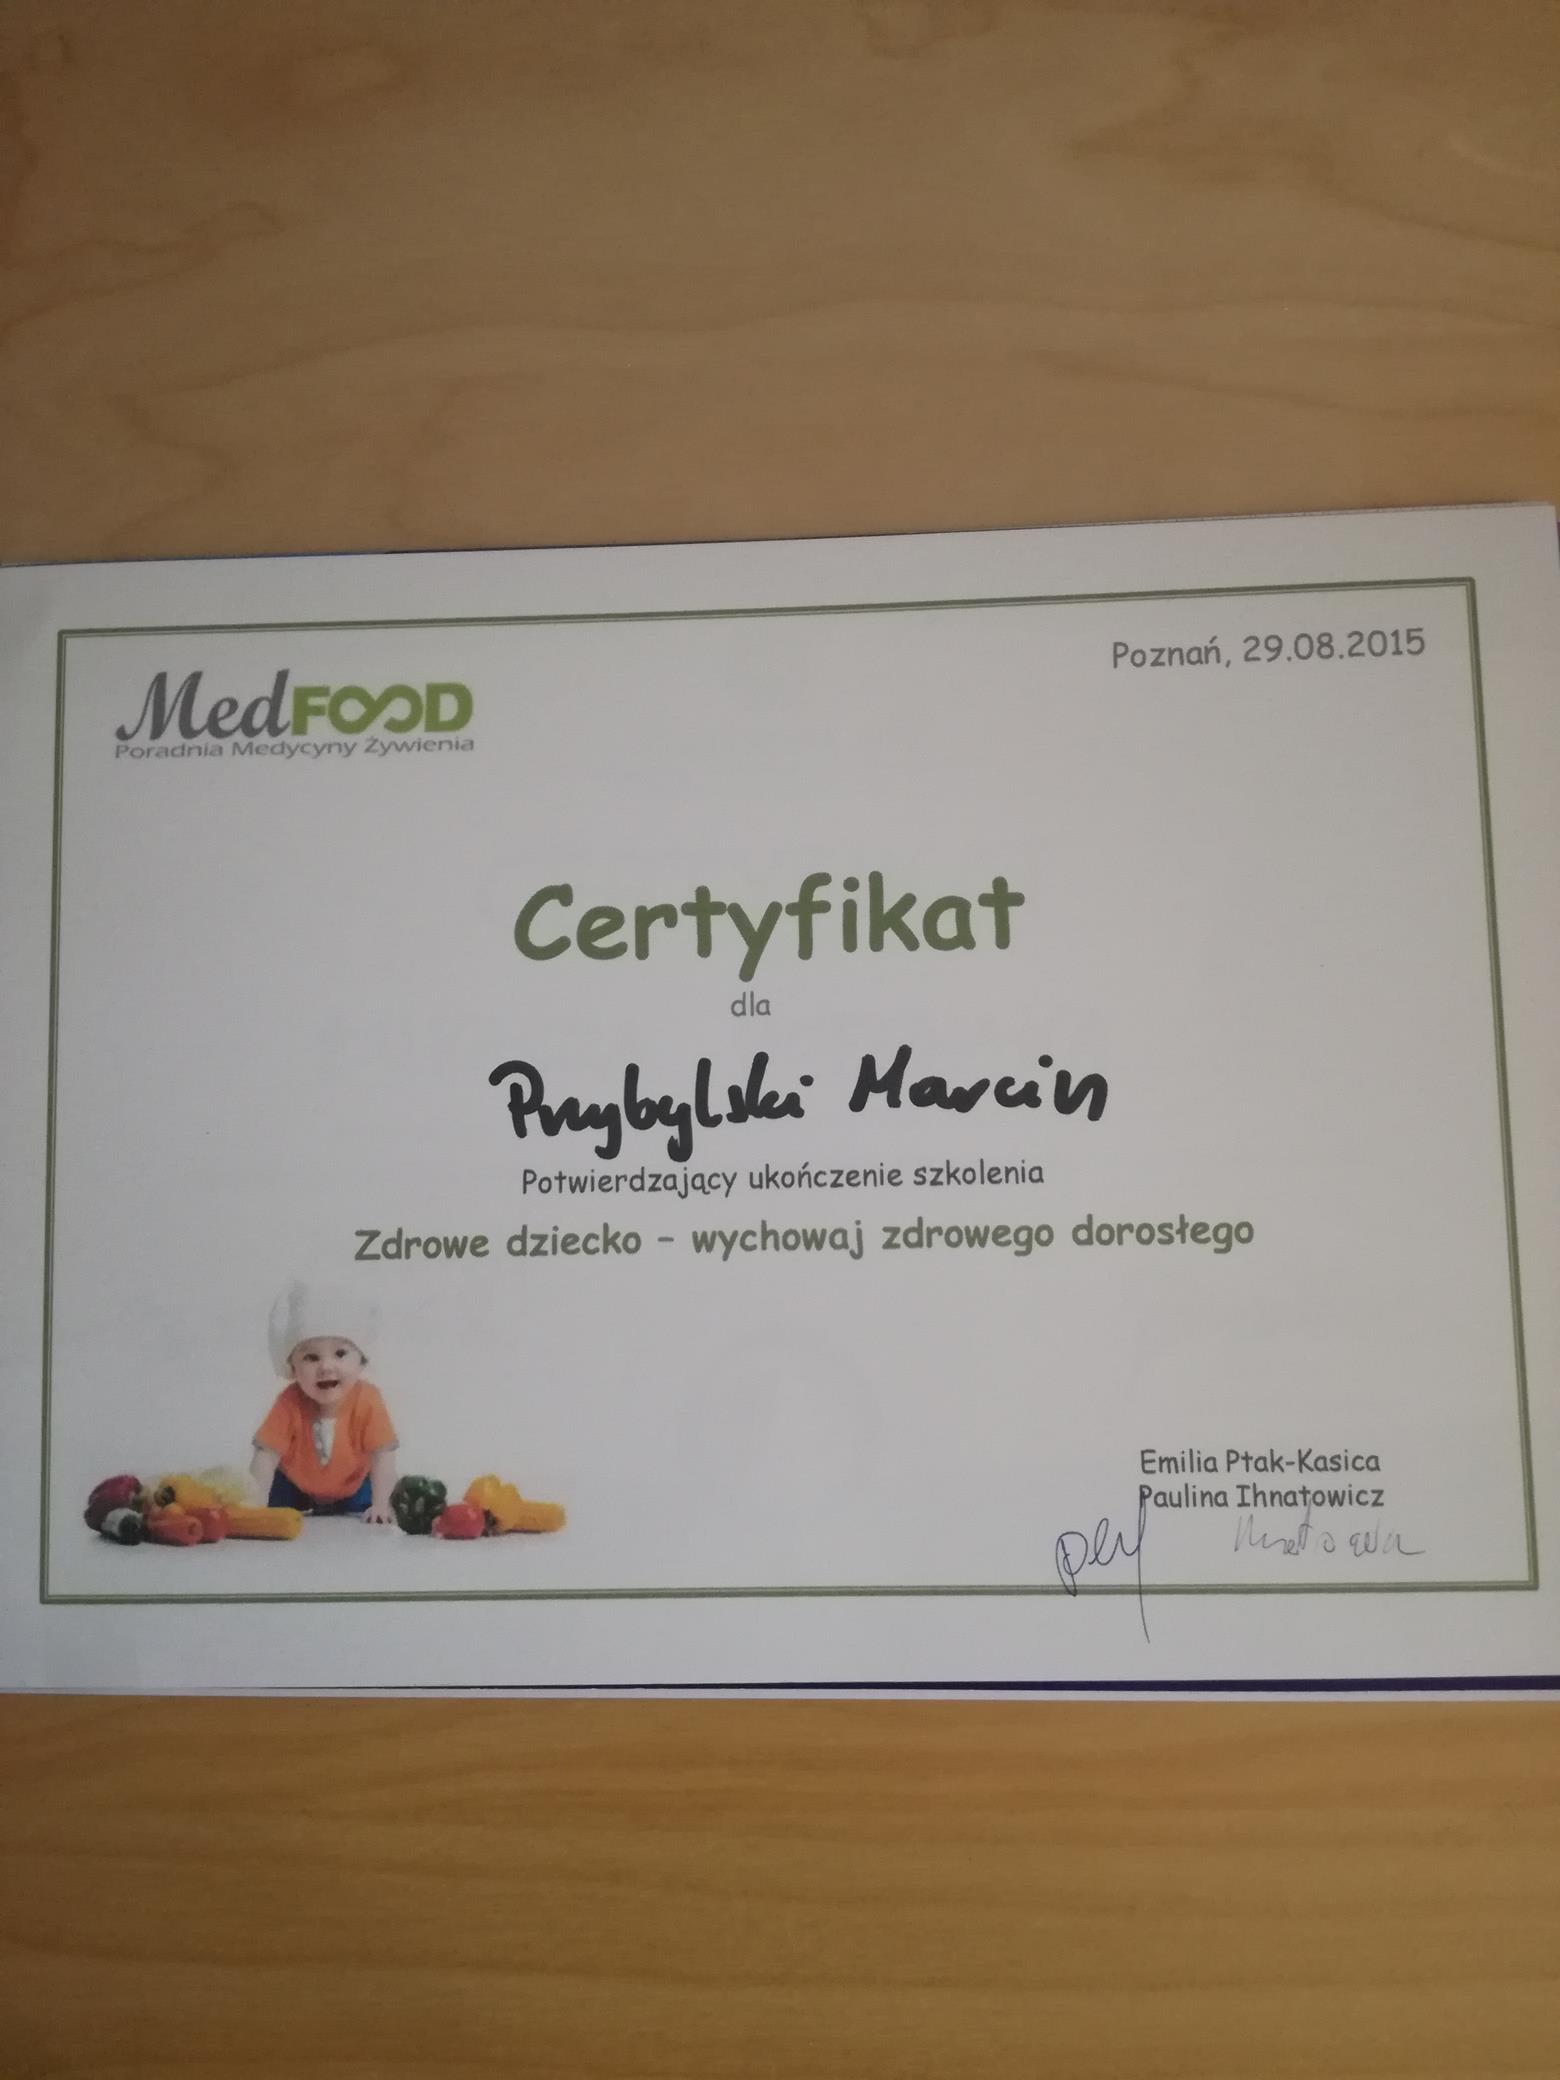 Poznań, 29.08.2015
MedFOOD
Poradnia Medycyny Żywienia
Certyfikat
dla
Przybylski Marcin
Potwierdzający ukończenie szkolenia
Zdrowe dziecko - wychowaj zdrowego dorosłego
Emilia Ptak-Kasica
Paulina Ihnatowicz